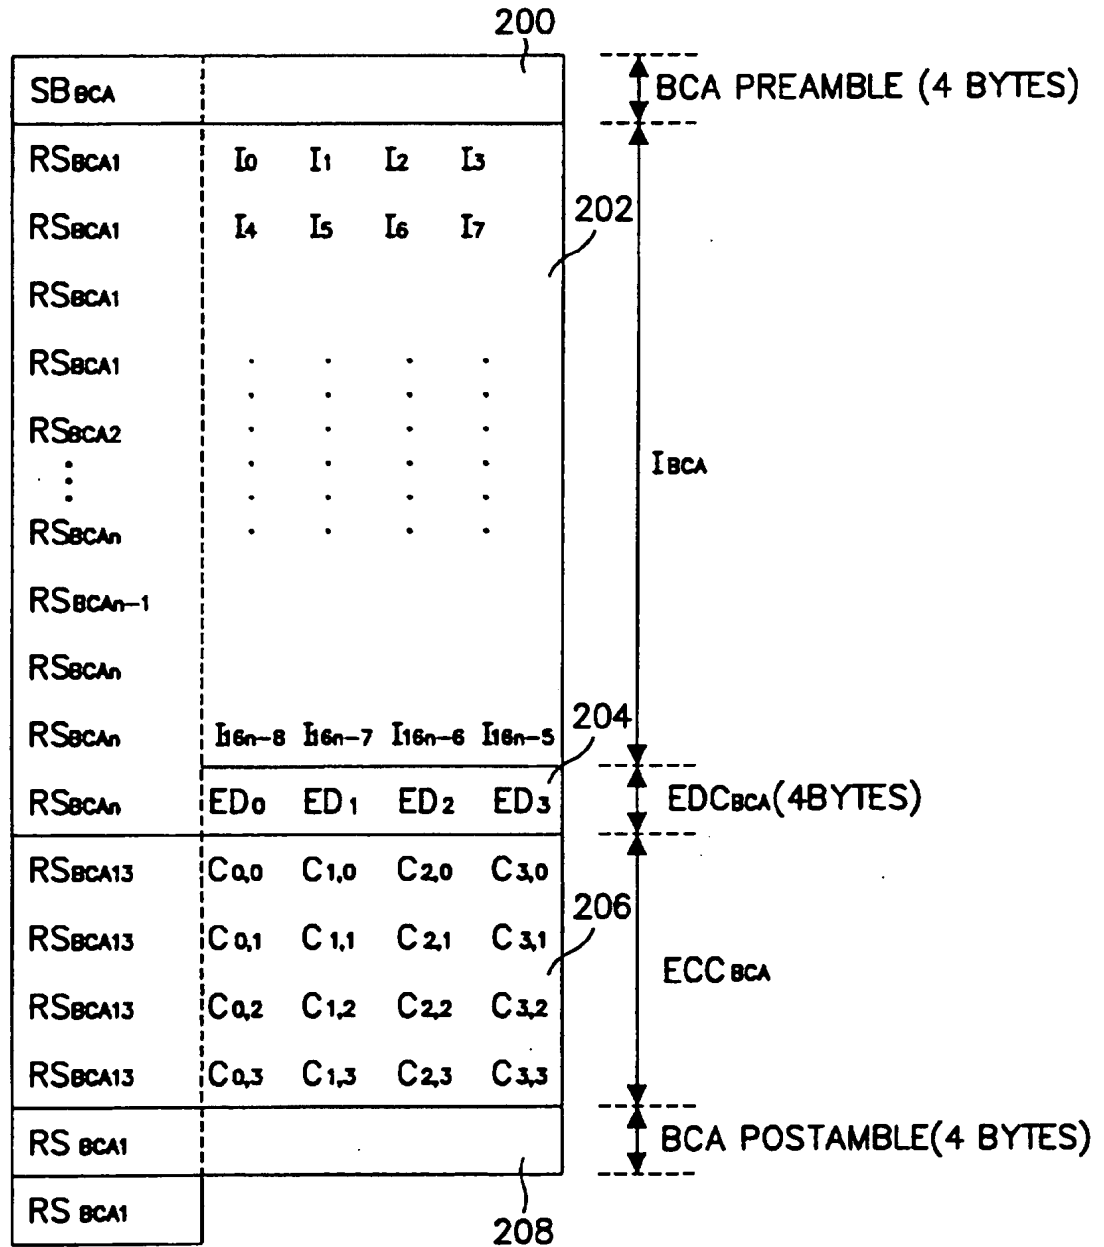 200
SBBCA BCA PREAMBLE (4 BYTES)
RSBCA1 I0 I1 I2 I3
202
RSBCA1 I4 I5 I6 I7
RSBCA1
RSBCA1
RSBCA2
IBCA
RSBCAn
RSBCAn-1
RSBCAn
204
RSBCAn I16n-8 I16n-7 I16n-6 I16n-5
RSBCAn ED0 ED1 ED2 ED3 EDCBCA(4BYTES)
RSBCA13 C0,0 C1,0 C2,0 C3,0
206
RSBCA13 C0,1 C1,1 C2,1 C3,1
ECCBCA
RSBCA13 C0,2 C1,2 C2,2 C3,2
RSBCA13 C0,3 C1,3 C2,3 C3,3
RS BCA1 BCA POSTAMBLE(4 BYTES)
RS BCA1
208